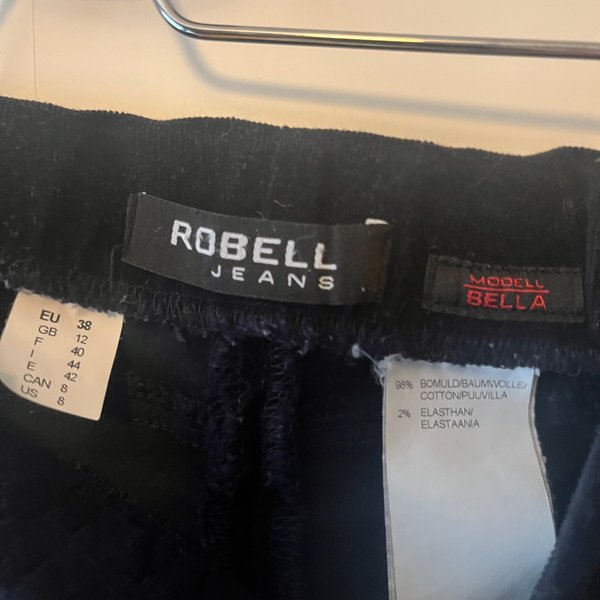 ROBELL
JEANS
MODELL
BELLA
EU 38
GB 12
F 40
I 44
E 42
CAN 8
US 8
98% BOMULD/BAUMWOLLE/
COTTON/PUUVILLA
2% ELASTHAN/
ELASTAANIA